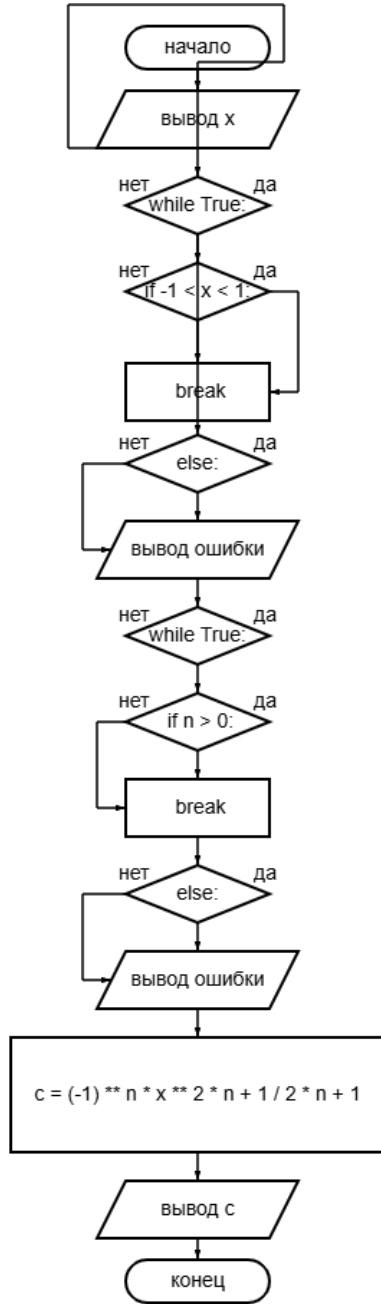 начало
вывод x
нет да
while True:
нет да
if -1 < x < 1:
break
нет да
else:
вывод ошибки
нет да
while True:
нет да
if n > 0:
break
нет да
else:
вывод ошибки
c = (-1) ** n * x ** 2 * n + 1 / 2 * n + 1
вывод c
конец